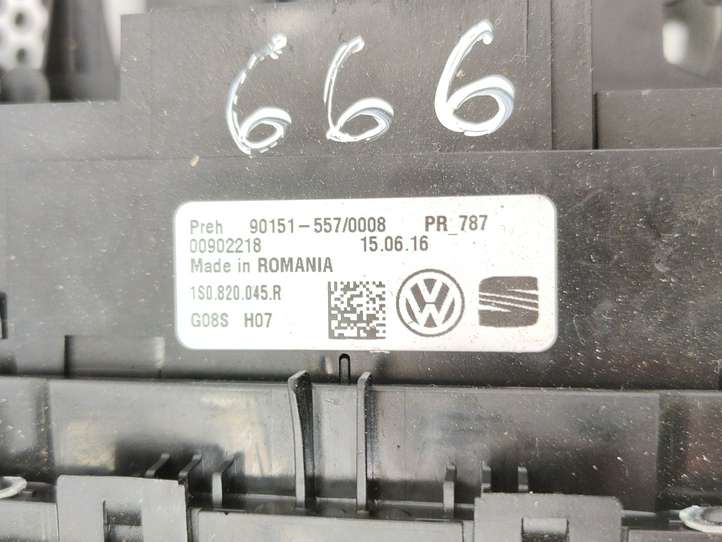 666
Preh 90151-557/0008 PR_787
00902218 15.06.16
Made in ROMANIA
1S0.820.045.R
G08S H07